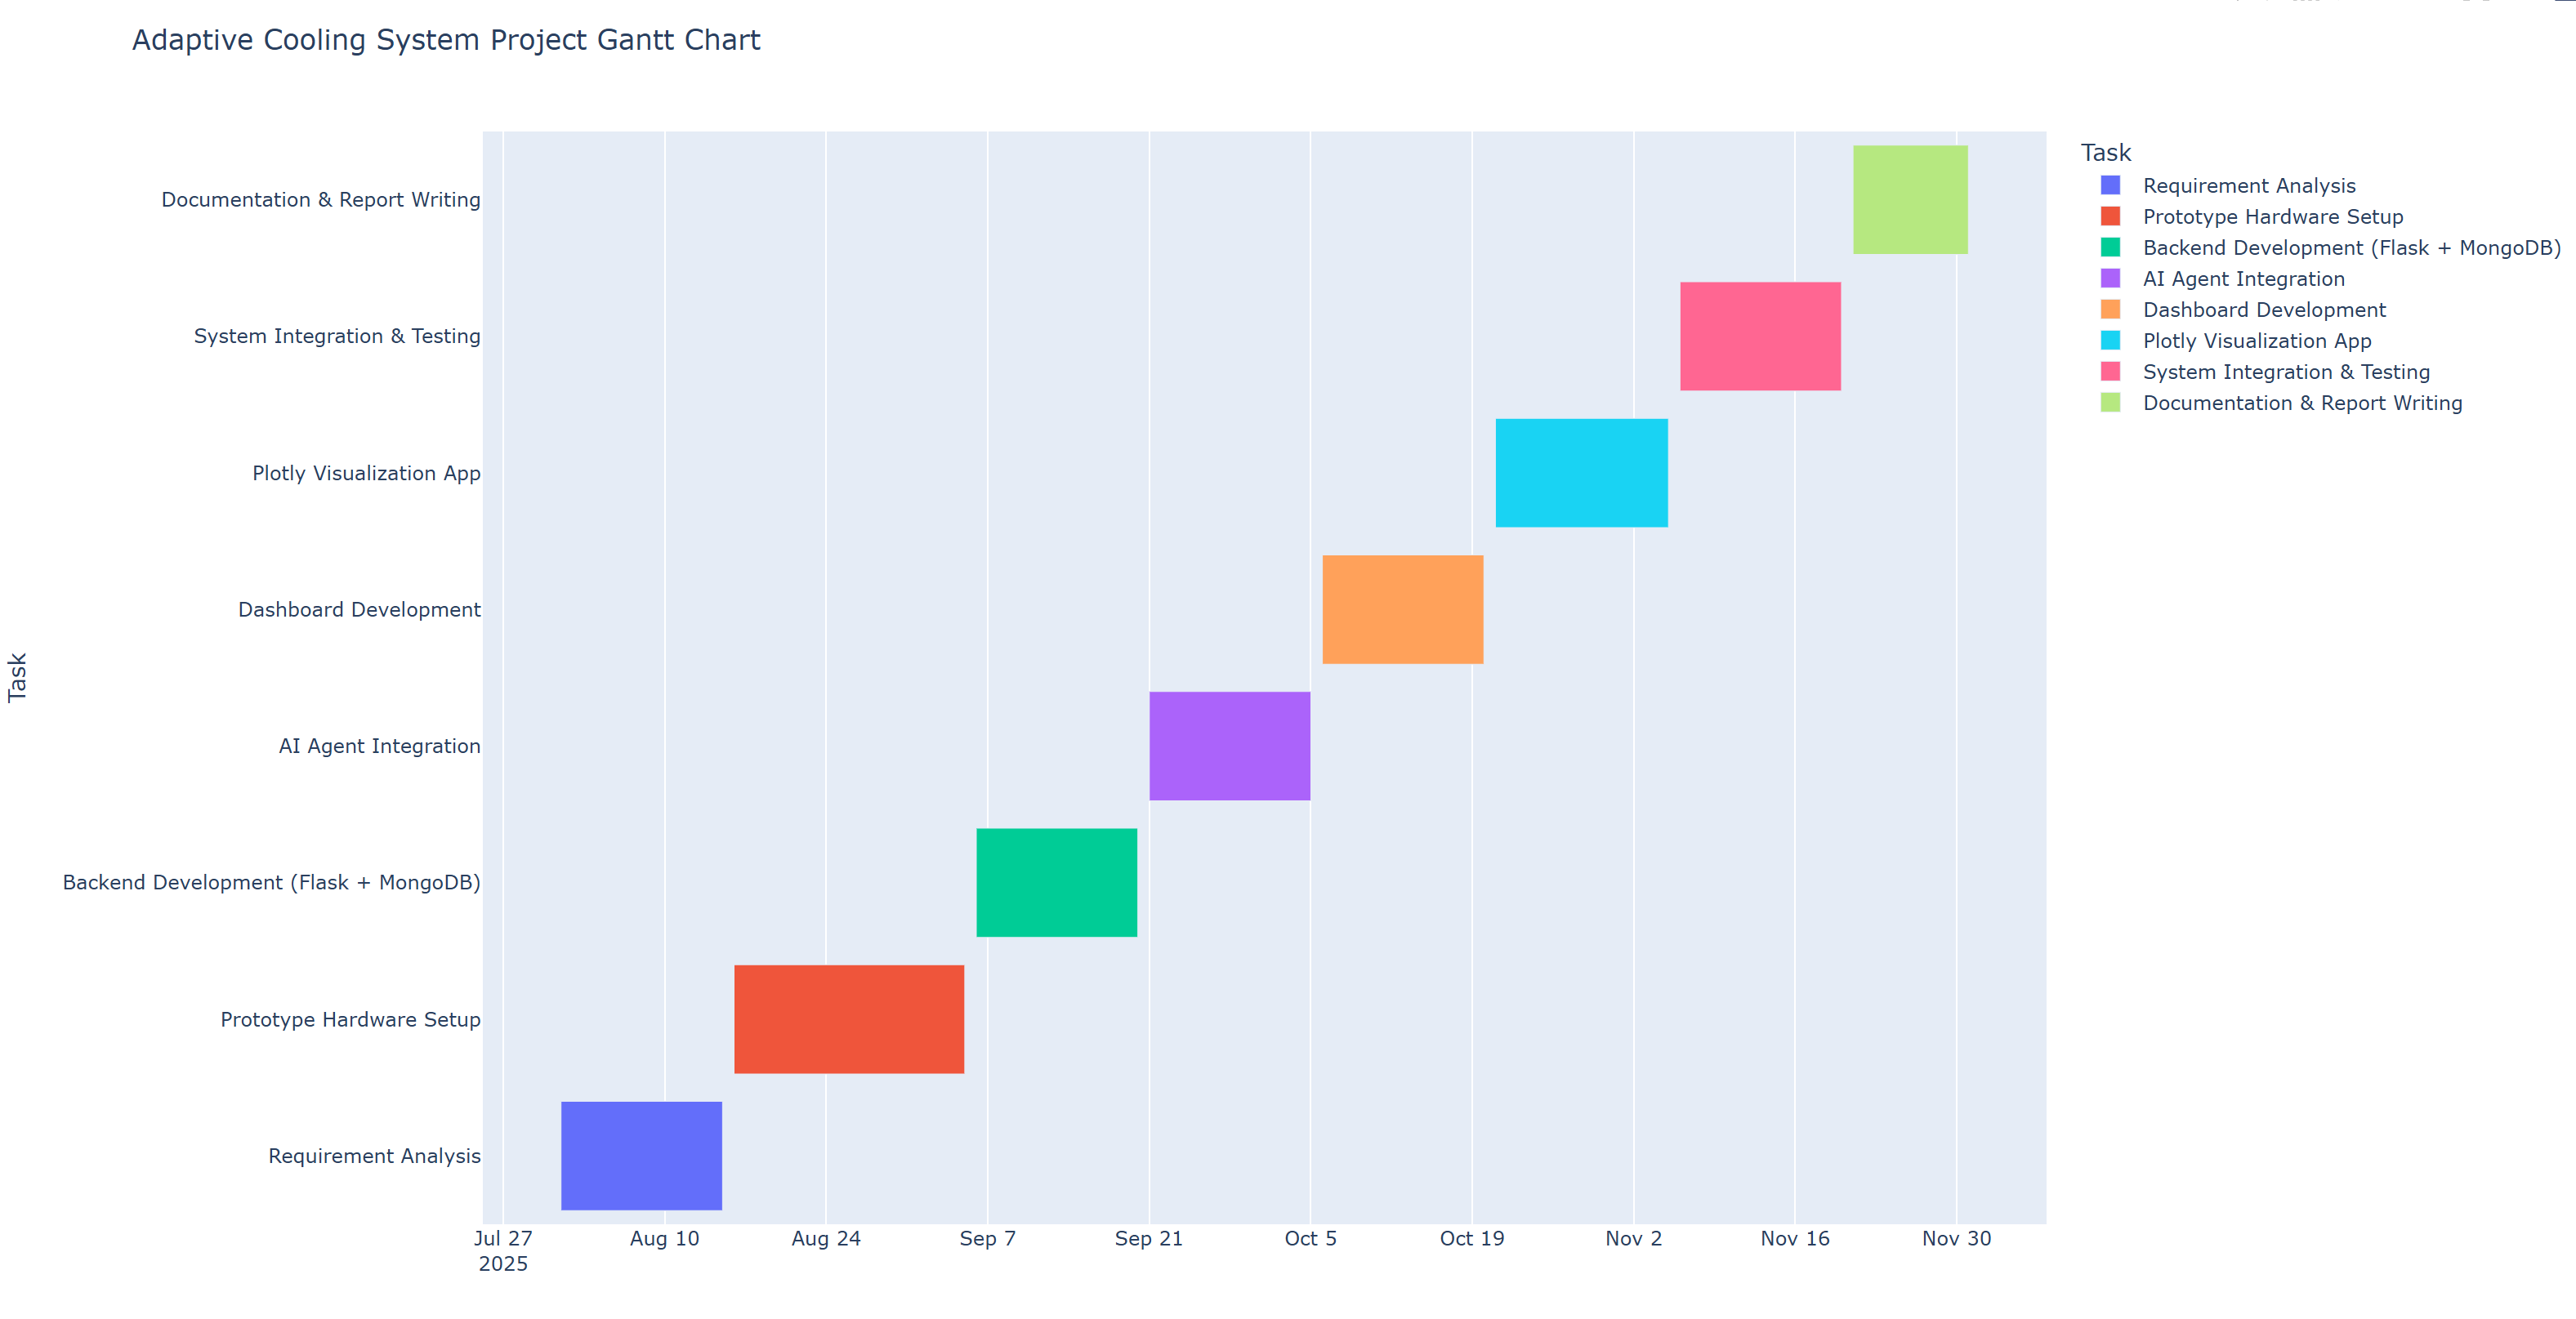 Adaptive Cooling System Project Gantt Chart
Task
Documentation & Report Writing
System Integration & Testing
Plotly Visualization App
Dashboard Development
AI Agent Integration
Backend Development (Flask + MongoDB)
Prototype Hardware Setup
Requirement Analysis
Jul 27
2025
Aug 10
Aug 24
Sep 7
Sep 21
Oct 5
Oct 19
Nov 2
Nov 16
Nov 30
Task
Requirement Analysis
Prototype Hardware Setup
Backend Development (Flask + MongoDB)
AI Agent Integration
Dashboard Development
Plotly Visualization App
System Integration & Testing
Documentation & Report Writing